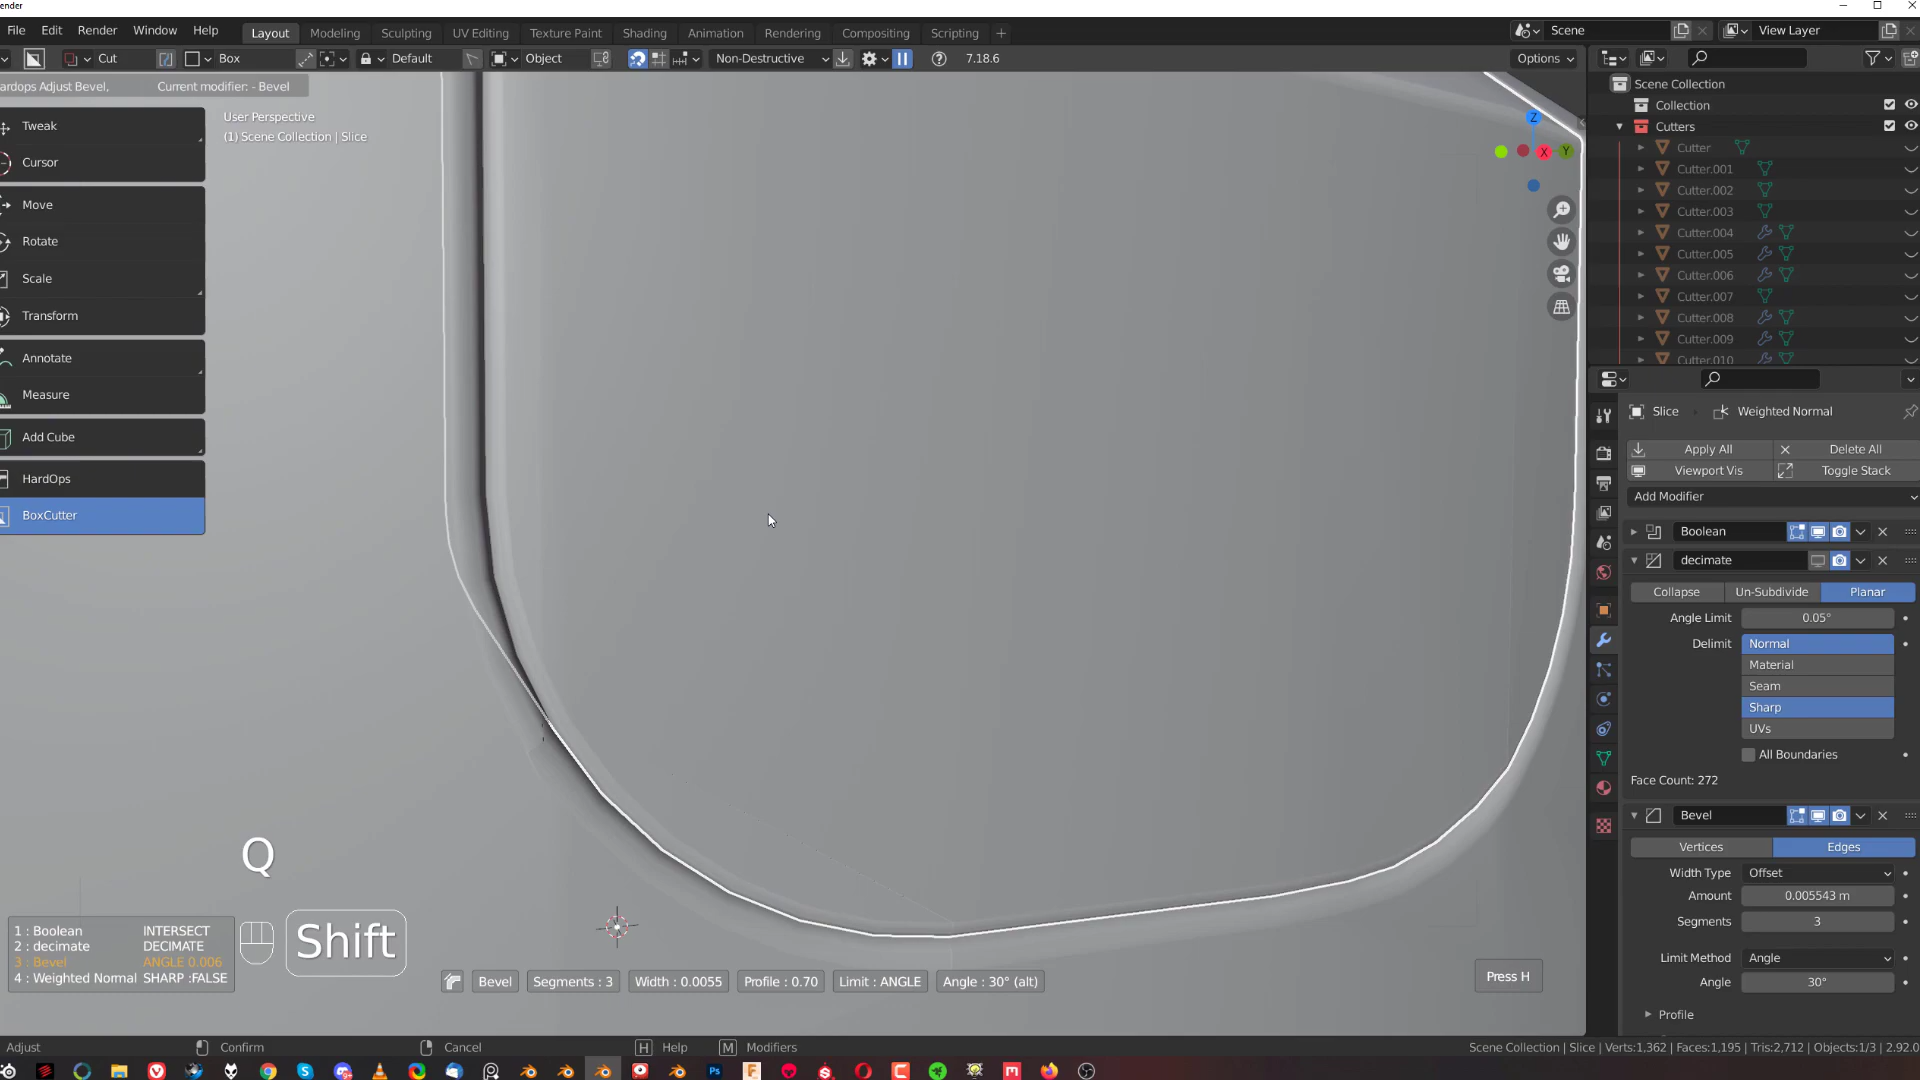 ender
File Edit Render Window Help Layout Modeling Sculpting UV Editing Texture Paint Shading Animation Rendering Compositing Scripting + Scene View Layer
Cut Box Default Object Non-Destructive 7.18.6 Options
ardops Adjust Bevel, Current modifier: - Bevel
User Perspective
(1) Scene Collection | Slice
Tweak
Cursor
Move
Rotate
Scale
Transform
Annotate
Measure
Add Cube
HardOps
BoxCutter
Z
X Y
Scene Collection
Collection
Cutters
Cutter
Cutter.001
Cutter.002
Cutter.003
Cutter.004
Cutter.005
Cutter.006
Cutter.007
Cutter.008
Cutter.009
Cutter.010
Slice Weighted Normal
Apply All Delete All
Viewport Vis Toggle Stack
Add Modifier
Boolean
decimate
Collapse Un-Subdivide Planar
Angle Limit 0.05°
Delimit Normal
Material
Seam
Sharp
UVs
All Boundaries
Face Count: 272
Bevel
Vertices Edges
Width Type Offset
Amount 0.005543 m
Segments 3
Limit Method Angle
Angle 30°
Profile
Q
Shift
1 : Boolean INTERSECT
2 : decimate DECIMATE
3 : Bevel ANGLE 0.006
4 : Weighted Normal SHARP :FALSE
Bevel Segments : 3 Width : 0.0055 Profile : 0.70 Limit : ANGLE Angle : 30° (alt)
Press H
Adjust Confirm Cancel H Help M Modifiers Scene Collection | Slice | Verts:1,362 | Faces:1,195 | Tris:2,712 | Objects:1/3 | 2.92.0